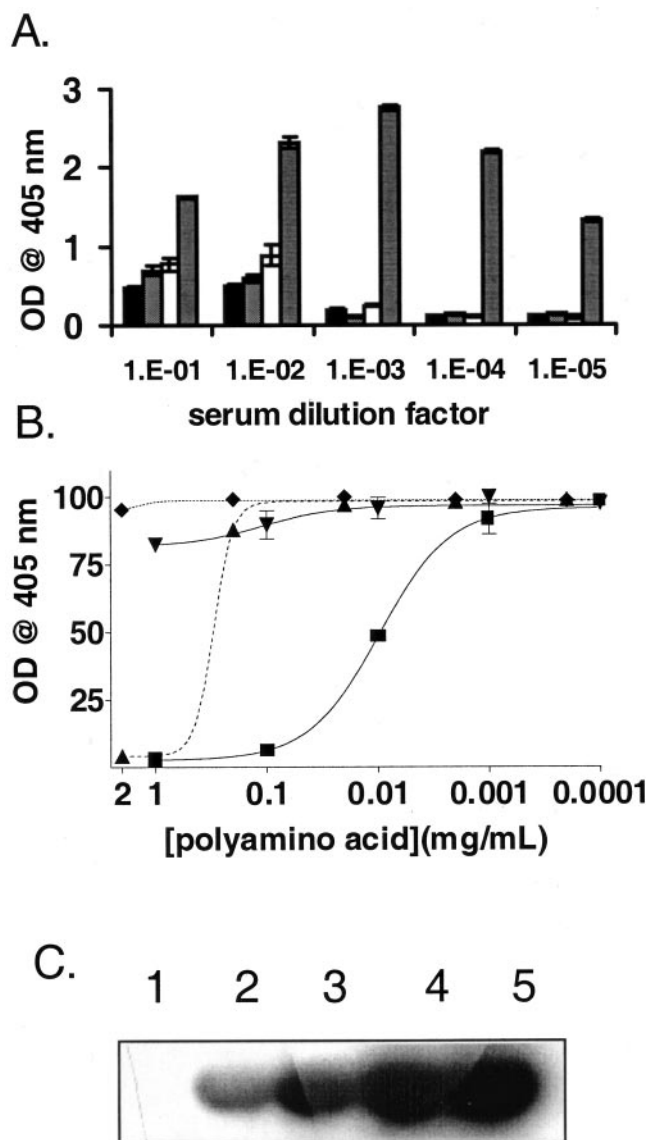 A.
3
2
1
0
OD @ 405 nm
1.E-01 1.E-02 1.E-03 1.E-04 1.E-05
serum dilution factor
B.
100
75
50
25
OD @ 405 nm
2 1 0.1 0.01 0.001 0.0001
[polyamino acid](mg/mL)
C.
1 2 3 4 5